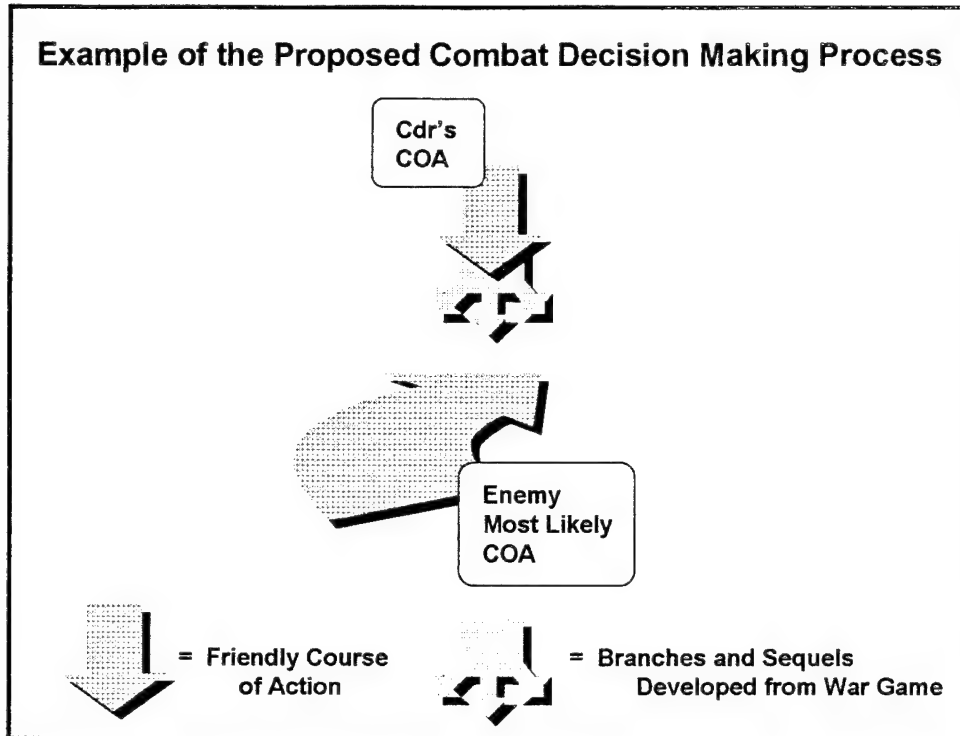 Example of the Proposed Combat Decision Making Process
Cdr's
COA
Enemy
Most Likely
COA
= Friendly Course
of Action
= Branches and Sequels
Developed from War Game